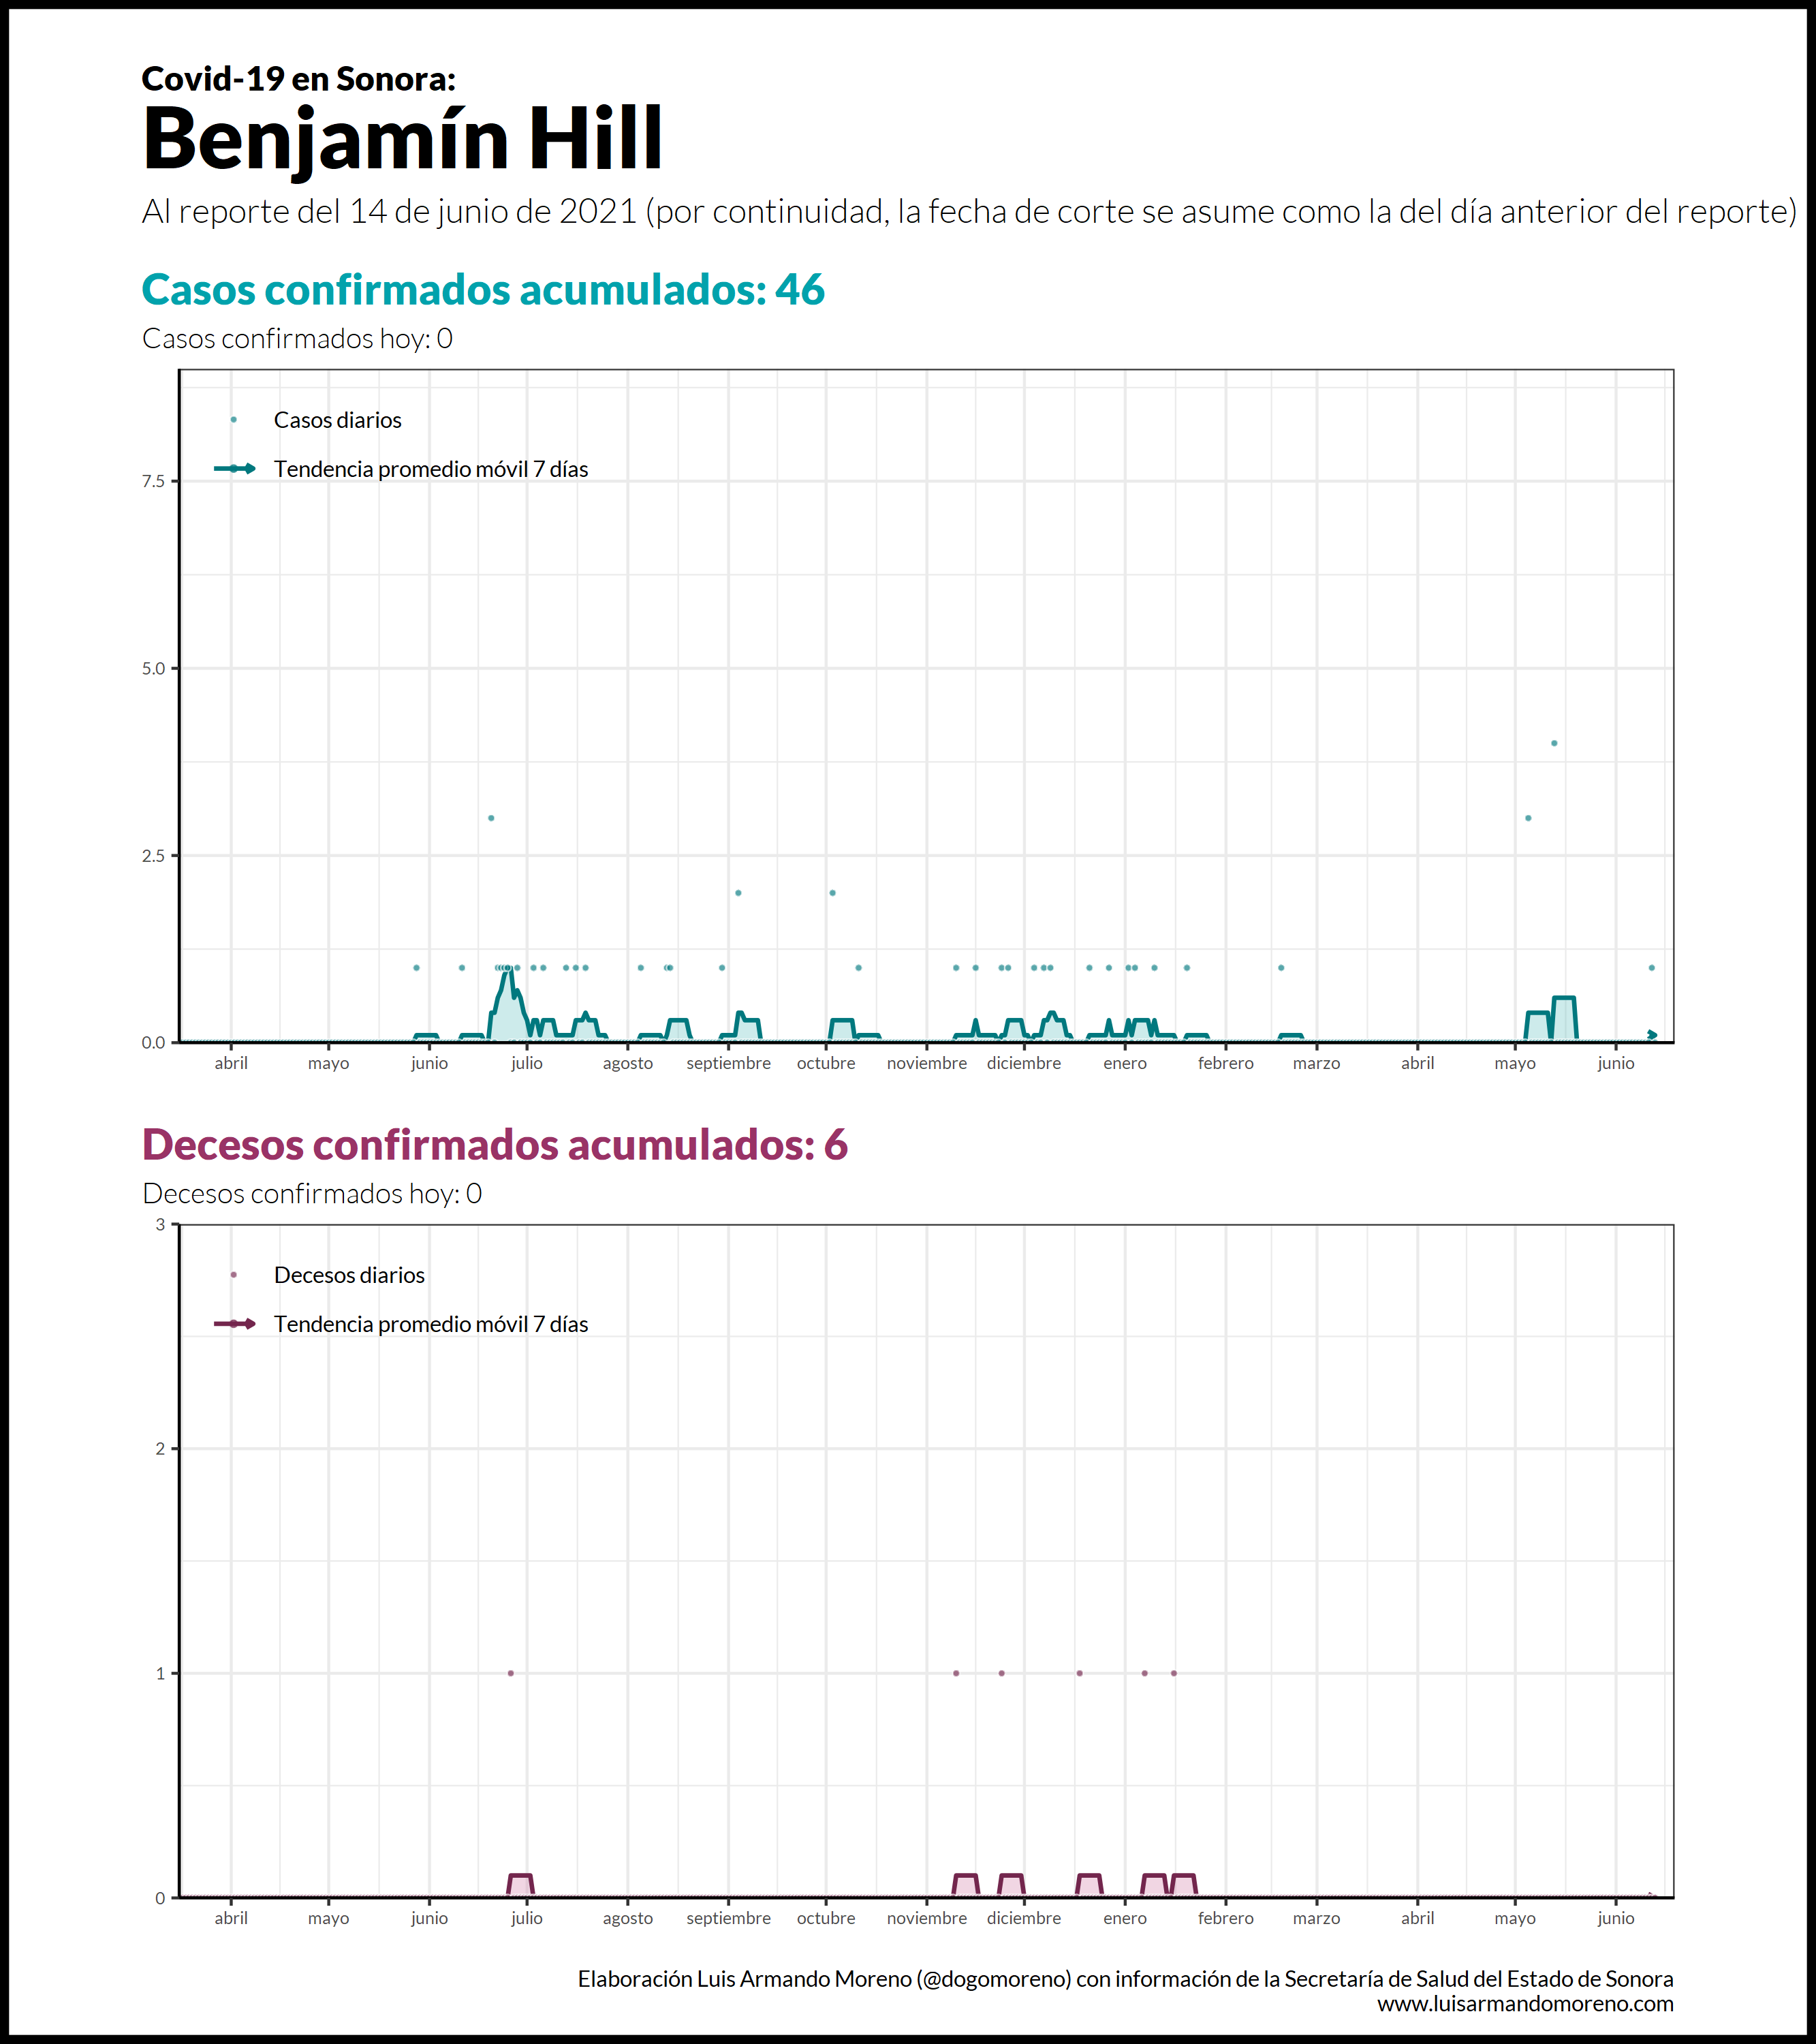 Covid-19 en Sonora:
Benjamín Hill
Al reporte del 14 de junio de 2021 (por continuidad, la fecha de corte se asume como la del día anterior del reporte)
Casos confirmados acumulados: 46
Casos confirmados hoy: 0
Casos diarios
Tendencia promedio móvil 7 días
7.5
5.0
2.5
0.0
abril mayo junio julio agosto septiembre octubre noviembre diciembre enero febrero marzo abril mayo junio
Decesos confirmados acumulados: 6
Decesos confirmados hoy: 0
3
Decesos diarios
Tendencia promedio móvil 7 días
2
1
0
abril mayo junio julio agosto septiembre octubre noviembre diciembre enero febrero marzo abril mayo junio
Elaboración Luis Armando Moreno (@dogomoreno) con información de la Secretaría de Salud del Estado de Sonora
www.luisarmandomoreno.com